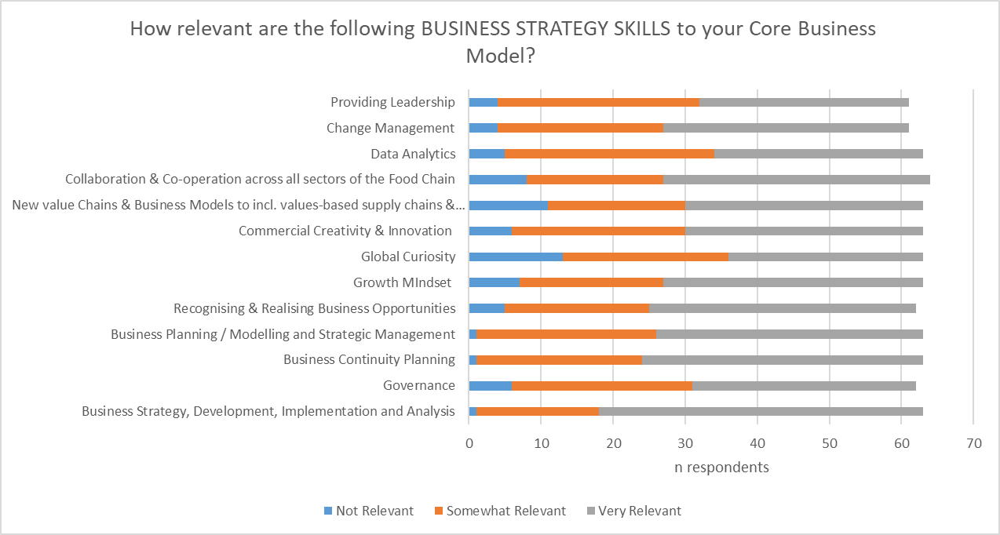 How relevant are the following BUSINESS STRATEGY SKILLS to your Core Business
Model?
Providing Leadership
Change Management
Data Analytics
Collaboration & Co-operation across all sectors of the Food Chain
New value Chains & Business Models to incl. values-based supply chains &...
Commercial Creativity & Innovation
Global Curiosity
Growth MIndset
Recognising & Realising Business Opportunities
Business Planning / Modelling and Strategic Management
Business Continuity Planning
Governance
Business Strategy, Development, Implementation and Analysis
0 10 20 30 40 50 60 70
n respondents
Not Relevant Somewhat Relevant Very Relevant